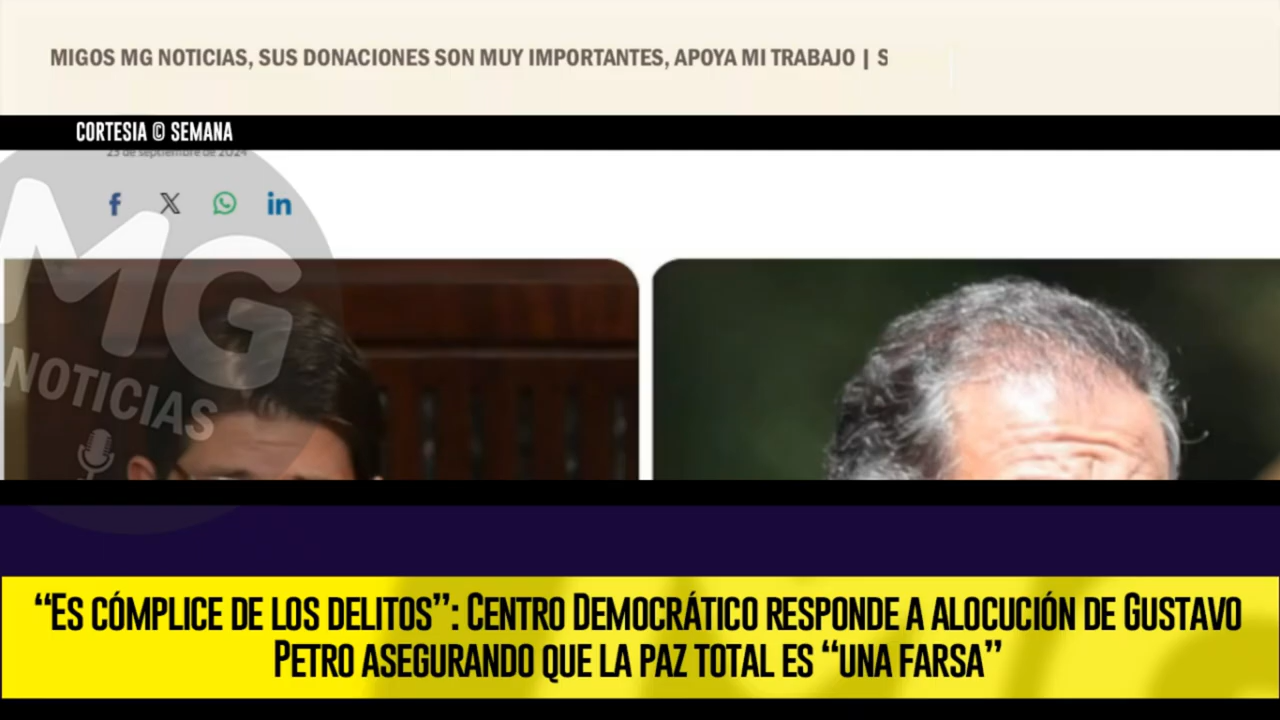 MIGOS MG NOTICIAS, SUS DONACIONES SON MUY IMPORTANTES, APOYA MI TRABAJO | S
CORTESIA © SEMANA
23 de septiembre de 2024
MG
NOTICIAS
“ES CÓMPLICE DE LOS DELITOS”: CENTRO DEMOCRÁTICO RESPONDE A ALOCUCIÓN DE GUSTAVO
PETRO ASEGURANDO QUE LA PAZ TOTAL ES “UNA FARSA”